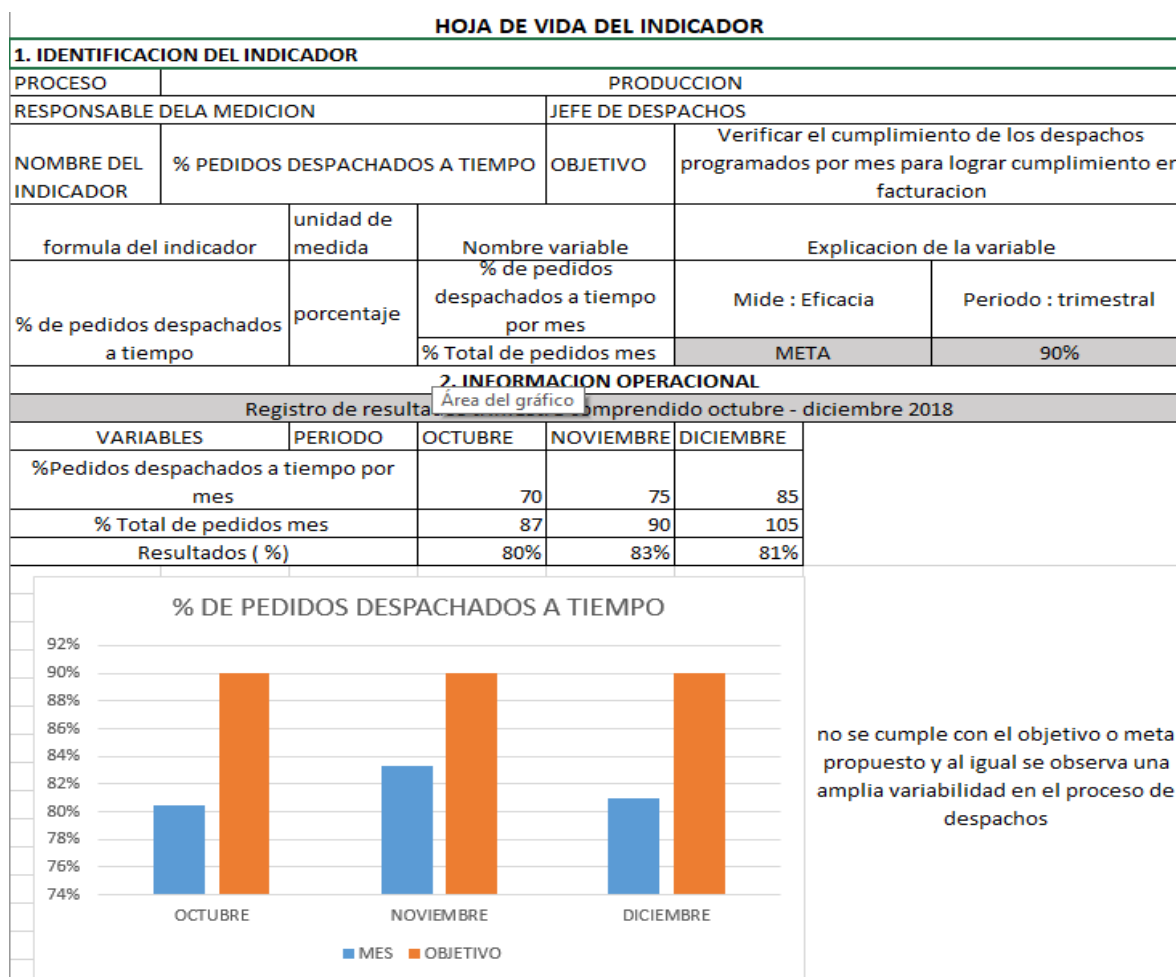 HOJA DE VIDA DEL INDICADOR
1. IDENTIFICACION DEL INDICADOR
PROCESO PRODUCCION
RESPONSABLE DELA MEDICION JEFE DE DESPACHOS
NOMBRE DEL
INDICADOR
% PEDIDOS DESPACHADOS A TIEMPO
OBJETIVO
Verificar el cumplimiento de los despachos
programados por mes para lograr cumplimiento en
facturacion
formula del indicador
unidad de
medida
Nombre variable
Explicacion de la variable
% de pedidos despachados
a tiempo
porcentaje
% de pedidos
despachados a tiempo
por mes
Mide : Eficacia
Periodo : trimestral
% Total de pedidos mes META 90%
2. INFORMACION OPERACIONAL
Área del gráfico
Registro de comprendido octubre - diciembre 2018
VARIABLES PERIODO OCTUBRE NOVIEMBRE DICIEMBRE
%Pedidos despachados a tiempo por
mes 70 75 85
% Total de pedidos mes 87 90 105
Resultados ( %) 80% 83% 81%
% DE PEDIDOS DESPACHADOS A TIEMPO
92%
90%
88%
86%
84%
82%
80%
78%
76%
74%
OCTUBRE NOVIEMBRE DICIEMBRE
MES OBJETIVO
no se cumple con el objetivo o meta
propuesto y al igual se observa una
amplia variabilidad en el proceso de
despachos